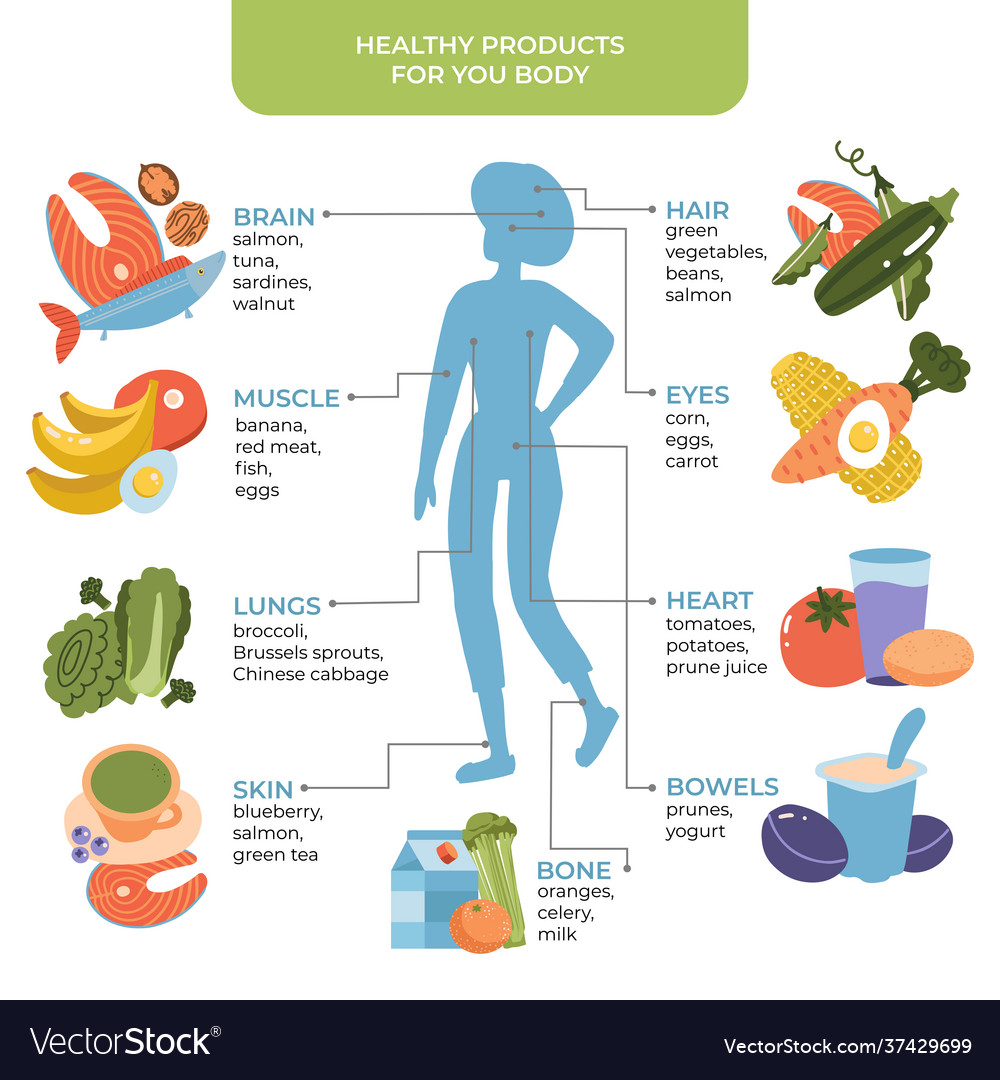 HEALTHY PRODUCTS
FOR YOU BODY
BRAIN
salmon,
tuna,
sardines,
walnut
HAIR
green
vegetables,
beans,
salmon
MUSCLE
banana,
red meat,
fish,
eggs
EYES
corn,
eggs,
carrot
LUNGS
broccoli,
Brussels sprouts,
Chinese cabbage
HEART
tomatoes,
potatoes,
prune juice
SKIN
blueberry,
salmon,
green tea
BOWELS
prunes,
yogurt
BONE
oranges,
celery,
milk
VectorStock®
VectorStock.com/37429699